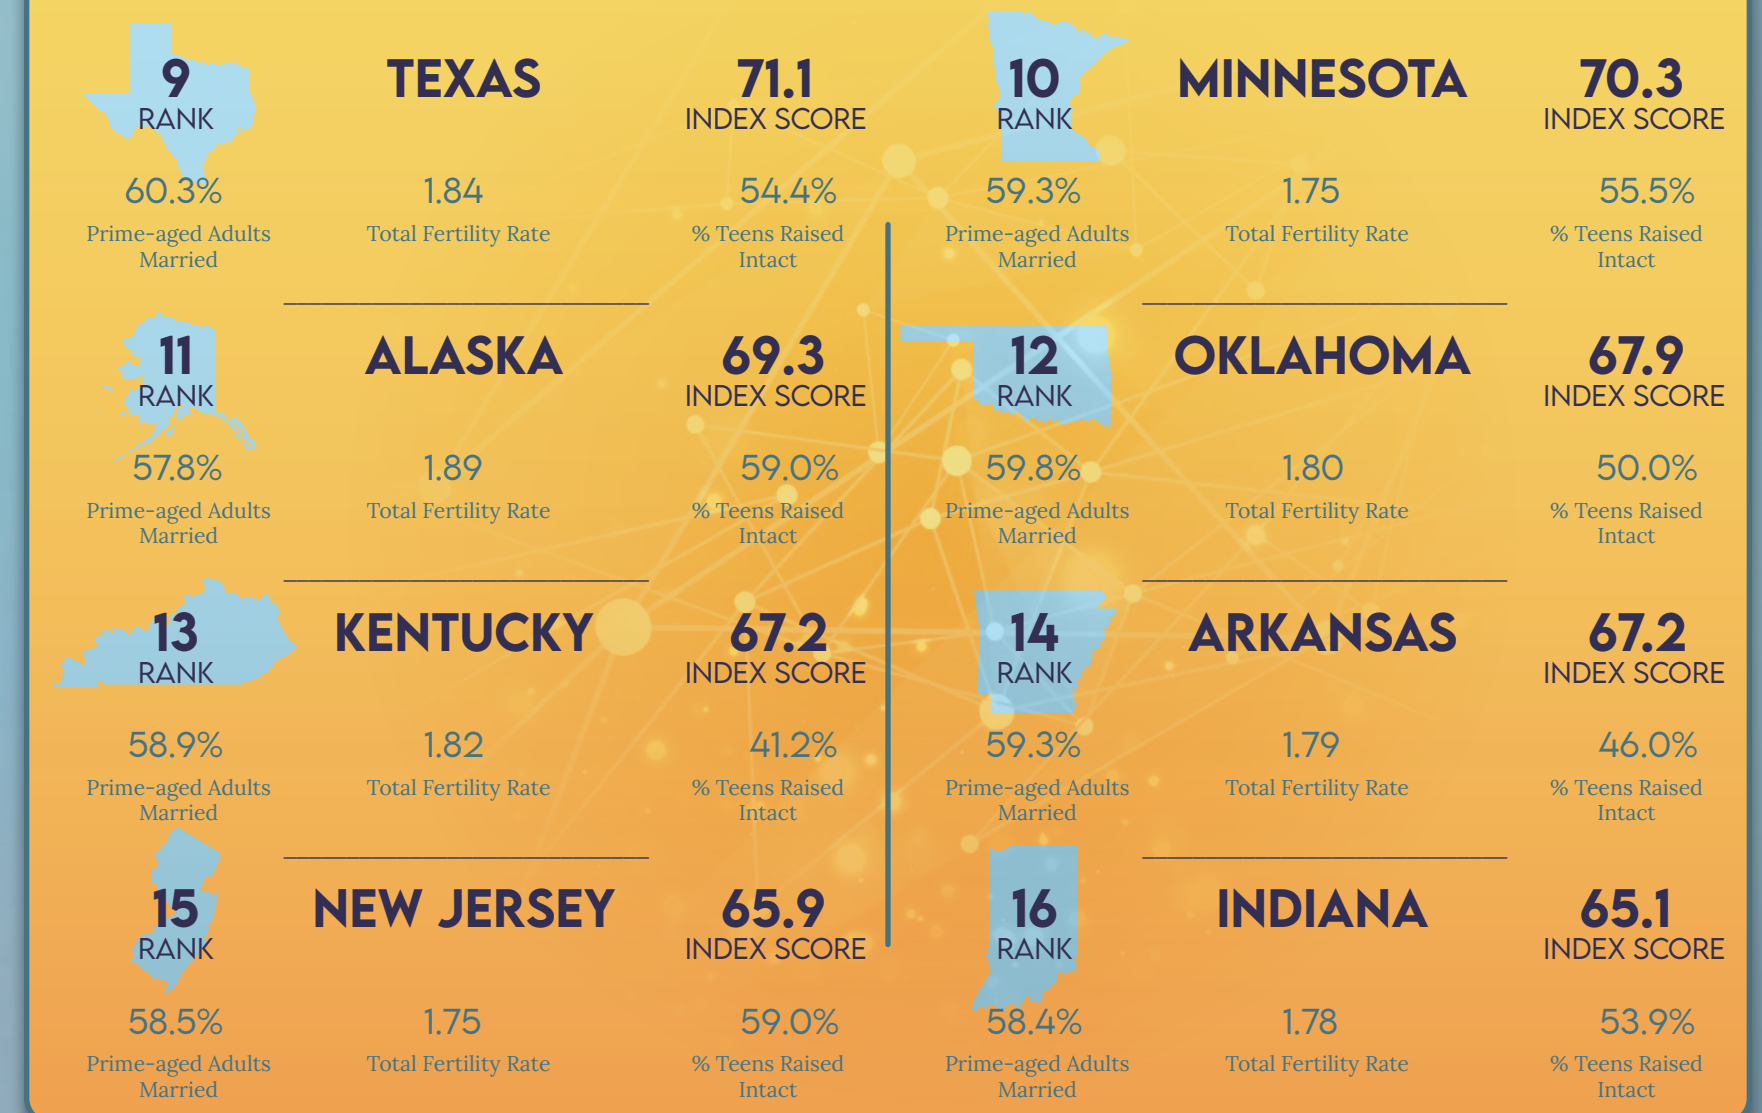 9
RANK
TEXAS
71.1
INDEX SCORE
60.3%
Prime-aged Adults
Married
1.84
Total Fertility Rate
54.4%
% Teens Raised
Intact
10
RANK
MINNESOTA
70.3
INDEX SCORE
59.3%
Prime-aged Adults
Married
1.75
Total Fertility Rate
55.5%
% Teens Raised
Intact
11
RANK
ALASKA
69.3
INDEX SCORE
57.8%
Prime-aged Adults
Married
1.89
Total Fertility Rate
59.0%
% Teens Raised
Intact
12
RANK
OKLAHOMA
67.9
INDEX SCORE
59.8%
Prime-aged Adults
Married
1.80
Total Fertility Rate
50.0%
% Teens Raised
Intact
13
RANK
KENTUCKY
67.2
INDEX SCORE
58.9%
Prime-aged Adults
Married
1.82
Total Fertility Rate
41.2%
% Teens Raised
Intact
14
RANK
ARKANSAS
67.2
INDEX SCORE
59.3%
Prime-aged Adults
Married
1.79
Total Fertility Rate
46.0%
% Teens Raised
Intact
15
RANK
NEW JERSEY
65.9
INDEX SCORE
58.5%
Prime-aged Adults
Married
1.75
Total Fertility Rate
59.0%
% Teens Raised
Intact
16
RANK
INDIANA
65.1
INDEX SCORE
58.4%
Prime-aged Adults
Married
1.78
Total Fertility Rate
53.9%
% Teens Raised
Intact